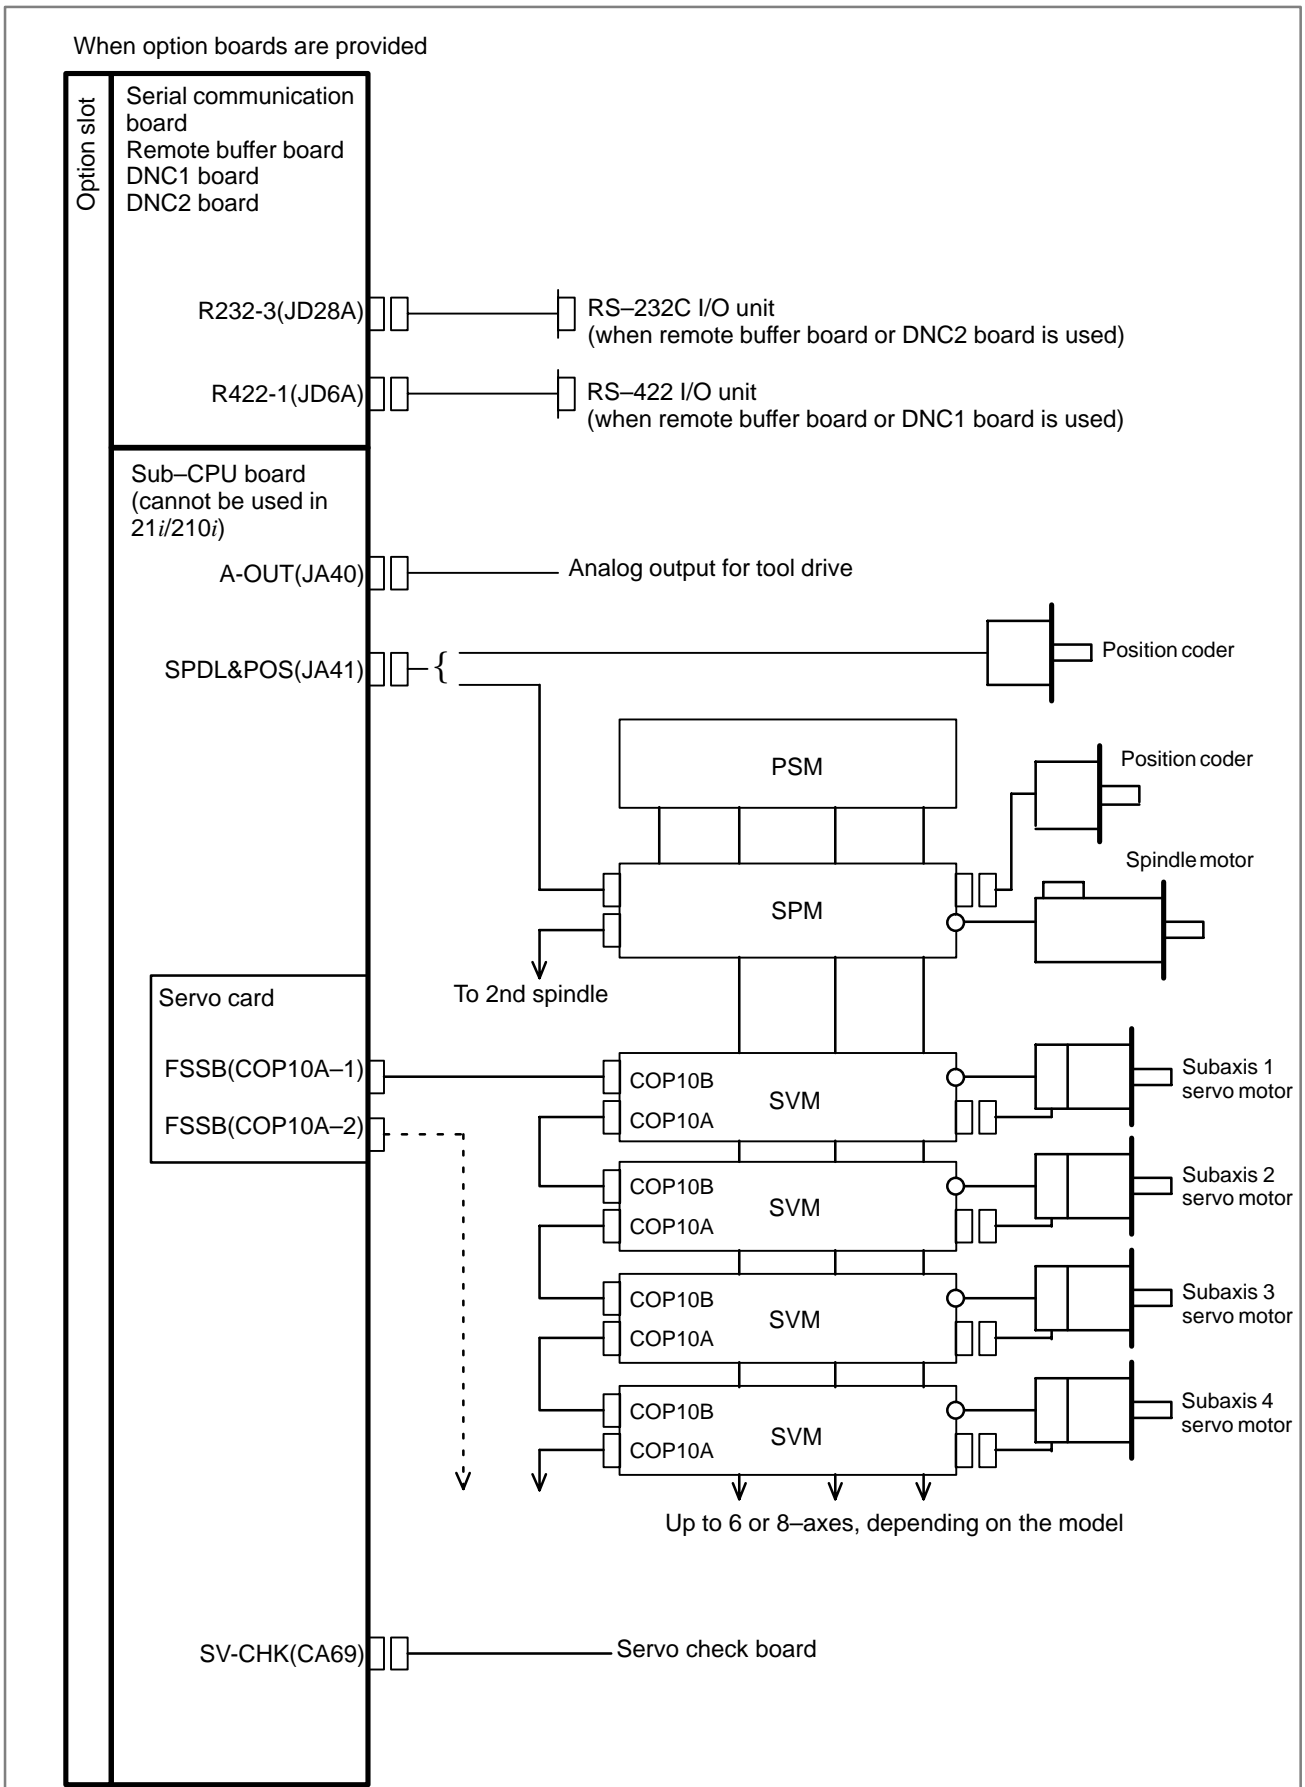 When option boards are provided
Option slot
Serial communication
board
Remote buffer board
DNC1 board
DNC2 board
R232-3(JD28A)
RS–232C I/O unit
(when remote buffer board or DNC2 board is used)
R422-1(JD6A)
RS–422 I/O unit
(when remote buffer board or DNC1 board is used)
Sub–CPU board
(cannot be used in
21i/210i)
A-OUT(JA40)
Analog output for tool drive
SPDL&POS(JA41)
{
Position coder
PSM
Position coder
Spindle motor
SPM
To 2nd spindle
Servo card
FSSB(COP10A–1)
FSSB(COP10A–2)
COP10B
SVM
COP10A
Subaxis 1
servo motor
COP10B
SVM
COP10A
Subaxis 2
servo motor
COP10B
SVM
COP10A
Subaxis 3
servo motor
COP10B
SVM
COP10A
Subaxis 4
servo motor
Up to 6 or 8–axes, depending on the model
SV-CHK(CA69)
Servo check board